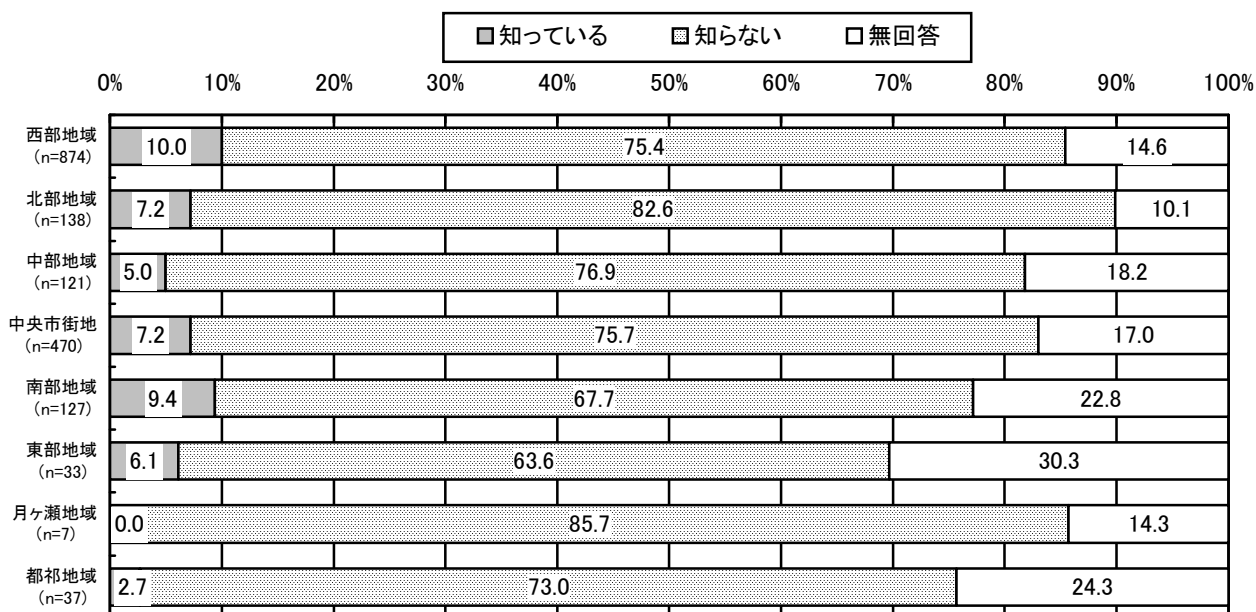 知っている 知らない 無回答
0% 10% 20% 30% 40% 50% 60% 70% 80% 90% 100%
西部地域
(n=874)
10.0 75.4 14.6
北部地域
(n=138)
7.2 82.6 10.1
中部地域
(n=121)
5.0 76.9 18.2
中央市街地
(n=470)
7.2 75.7 17.0
南部地域
(n=127)
9.4 67.7 22.8
東部地域
(n=33)
6.1 63.6 30.3
月ヶ瀬地域
(n=7)
0.0 85.7 14.3
都祁地域
(n=37)
2.7 73.0 24.3